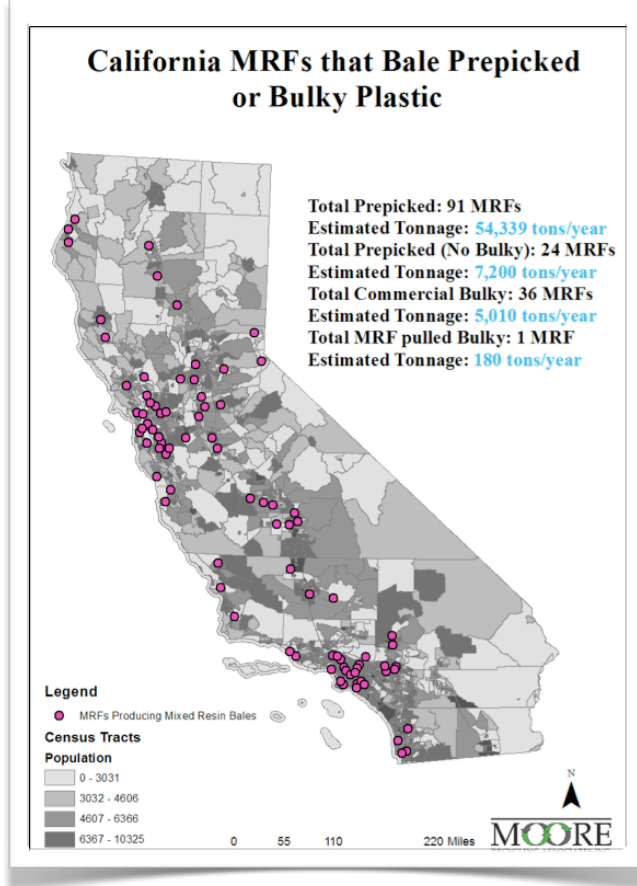 California MRFs that Bale Prepicked
or Bulky Plastic
Total Prepicked: 91 MRFs
Estimated Tonnage: 54,339 tons/year
Total Prepicked (No Bulky): 24 MRFs
Estimated Tonnage: 7,200 tons/year
Total Commercial Bulky: 36 MRFs
Estimated Tonnage: 5,010 tons/year
Total MRF pulled Bulky: 1 MRF
Estimated Tonnage: 180 tons/year
Legend
MRFs Producing Mixed Resin Bales
Census Tracts
Population
0 - 3031
3032 - 4606
4607 - 6366
6367 - 10325
0 55 110 220 Miles
N
MOORE